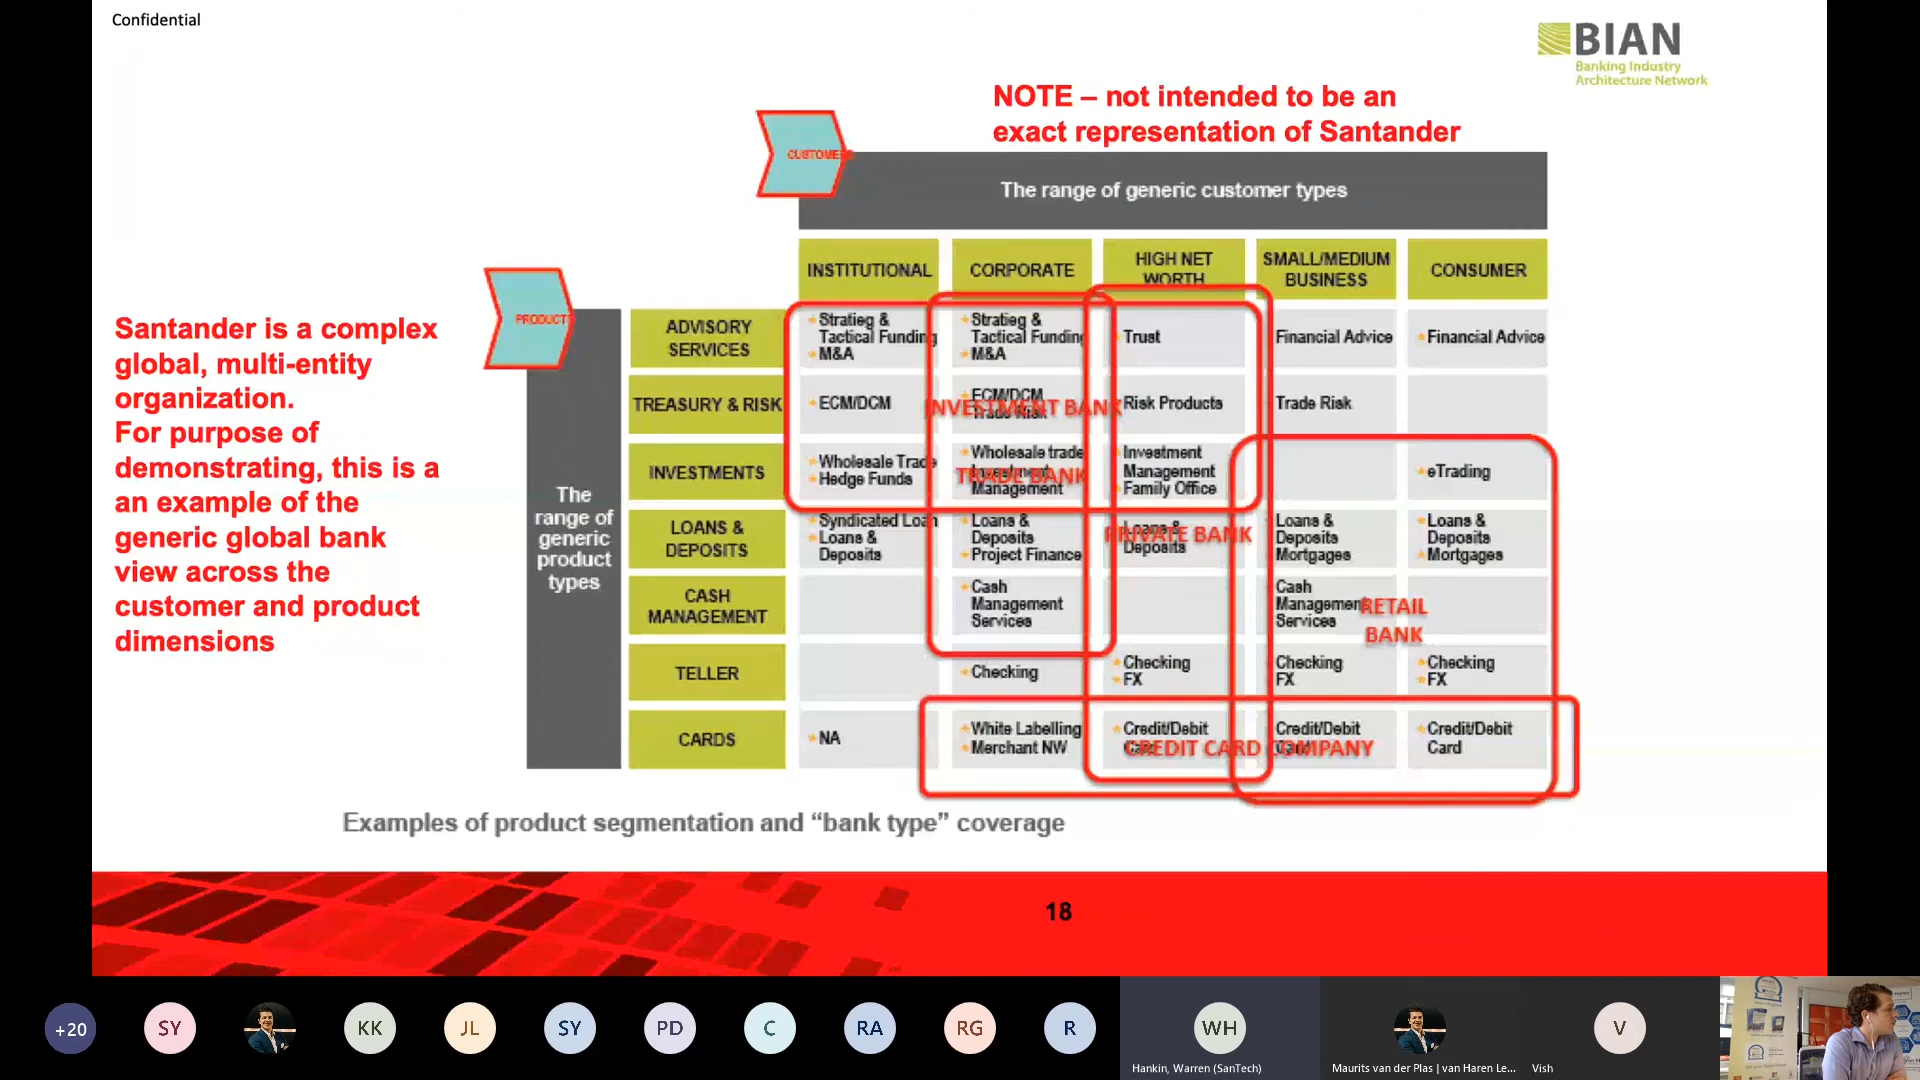 Confidential
BIAN
Banking Industry
Architecture Network
NOTE – not intended to be an
exact representation of Santander
CUSTOME
The range of generic customer types
INSTITUTIONAL
CORPORATE
HIGH NET
WORTH
SMALL/MEDIUM
BUSINESS
CONSUMER
PRODUCT
Santander is a complex
global, multi-entity
organization.
For purpose of
demonstrating, this is a
an example of the
generic global bank
view across the
customer and product
dimensions
The
range of
generic
product
types
ADVISORY
SERVICES
Stratieg &
Tactical Funding
M&A
Stratieg &
Tactical Funding
M&A
Trust
Financial Advice
Financial Advice
TREASURY & RISK
ECM/DCM
ECM/DCM
Trade Risk
INVESTMENT BANK
Risk Products
Trade Risk
INVESTMENTS
Wholesale Trade
Hedge Funds
Wholesale trade
Investment
Management
TRADE BANK
Investment
Management
Family Office
eTrading
LOANS &
DEPOSITS
Syndicated Loan
Loans &
Deposits
Loans &
Deposits
Project Finance
Loans &
Deposits
PRIVATE BANK
Loans &
Deposits
Mortgages
Loans &
Deposits
Mortgages
CASH
MANAGEMENT
Cash
Management
Services
Cash
Management
Services
RETAIL
BANK
TELLER
Checking
Checking
FX
Checking
FX
Checking
FX
CARDS
NA
White Labelling
Merchant NW
Credit/Debit
Credit/Debit
Credit/Debit
Card
CREDIT CARD COMPANY
Examples of product segmentation and “bank type” coverage
18
+20
SY
KK
JL
SY
PD
C
RA
RG
R
WH
V
Hankin, Warren (SanTech)
Maurits van der Plas | van Haren Le...
Vish